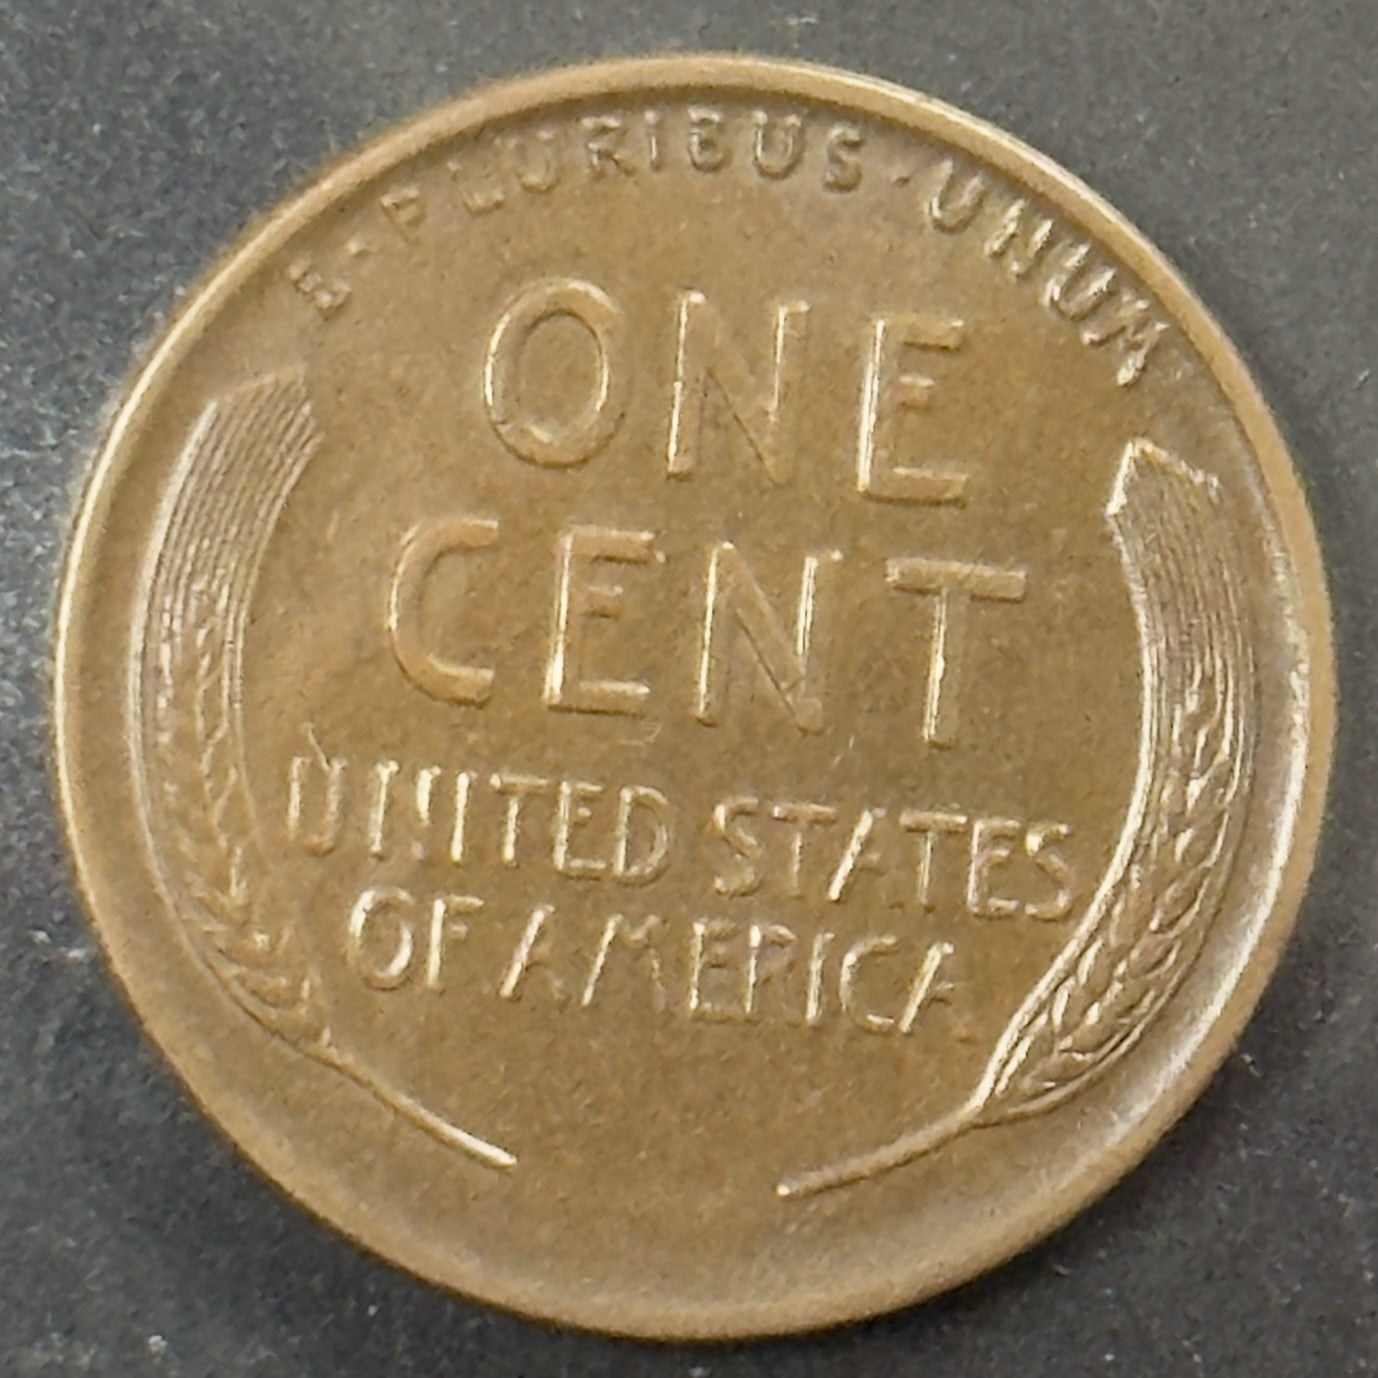 E·PLURIBUS·UNUM
ONE
CENT
UNITED STATES
OF AMERICA